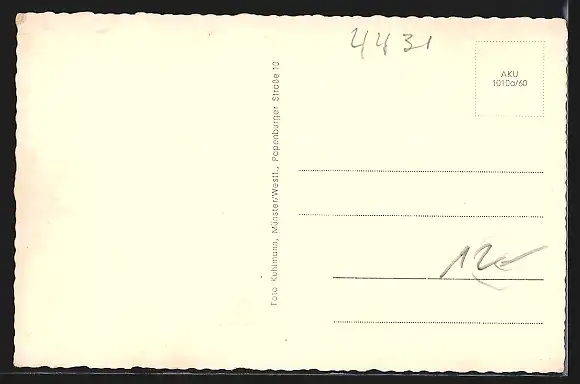 4431
AKU
1010a/60
Foto Kuhlmann, Münster/Westf., Papenburger Straße 10
12€